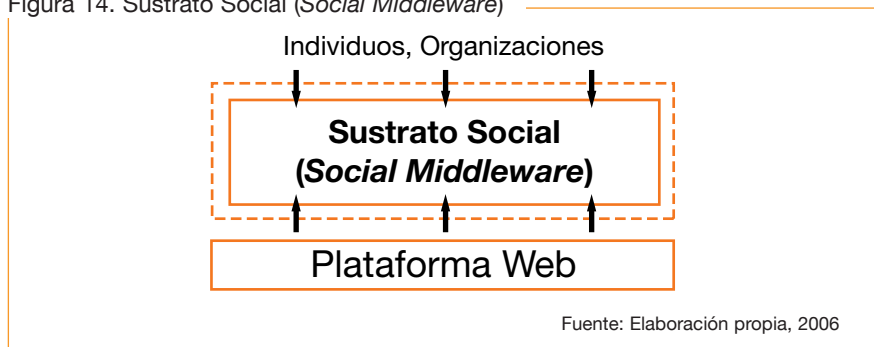 Figura 14. Sustrato Social (Social Middleware)
Individuos, Organizaciones
Sustrato Social
(Social Middleware)
Plataforma Web
Fuente: Elaboración propia, 2006